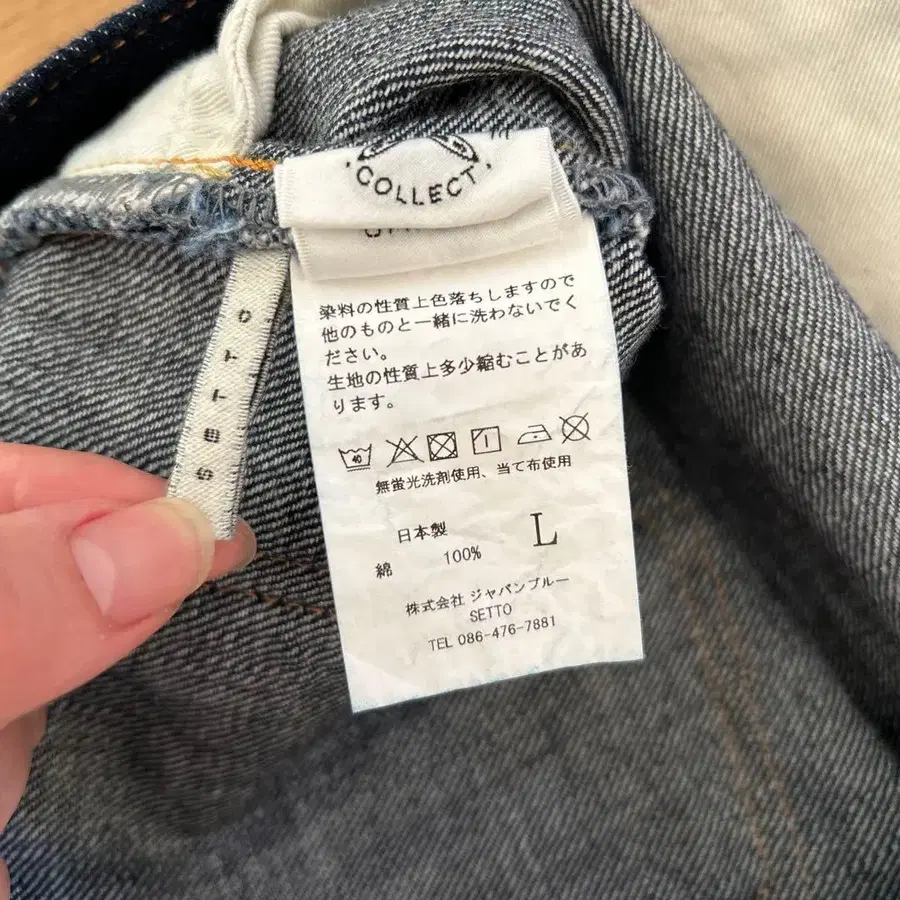 COLLECT
染料の性質上色落ちしますので
他のものと一緒に洗わないでく
ださい。
生地の性質上多少縮むことがあ
ります。
40
無蛍光洗剤使用、当て布使用
日本製
L
綿 100%
株式会社 ジャパンブルー
SETTO
TEL 086-476-7881
SETTO